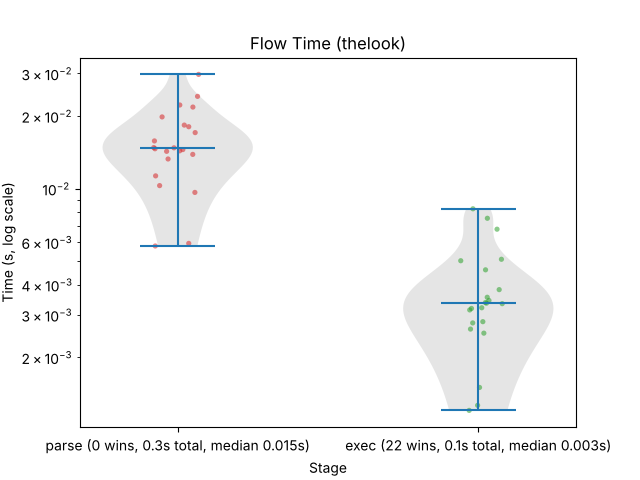 Flow Time (thelook)
Time (s, log scale)
3 × 10⁻²
2 × 10⁻²
10⁻²
6 × 10⁻³
4 × 10⁻³
3 × 10⁻³
2 × 10⁻³
parse (0 wins, 0.3s total, median 0.015s)
exec (22 wins, 0.1s total, median 0.003s)
Stage